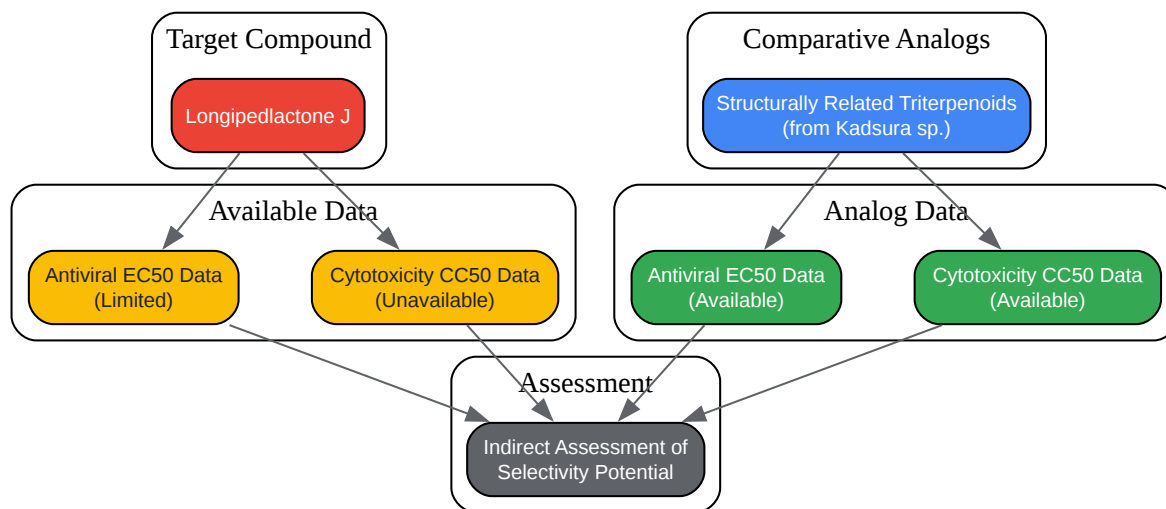 Target Compound
Longipedlactone J
Comparative Analogs
Structurally Related Triterpenoids
(from Kadsura sp.)
Available Data
Antiviral EC50 Data
(Limited)
Cytotoxicity CC50 Data
(Unavailable)
Analog Data
Antiviral EC50 Data
(Available)
Cytotoxicity CC50 Data
(Available)
Assessment
Indirect Assessment of
Selectivity Potential